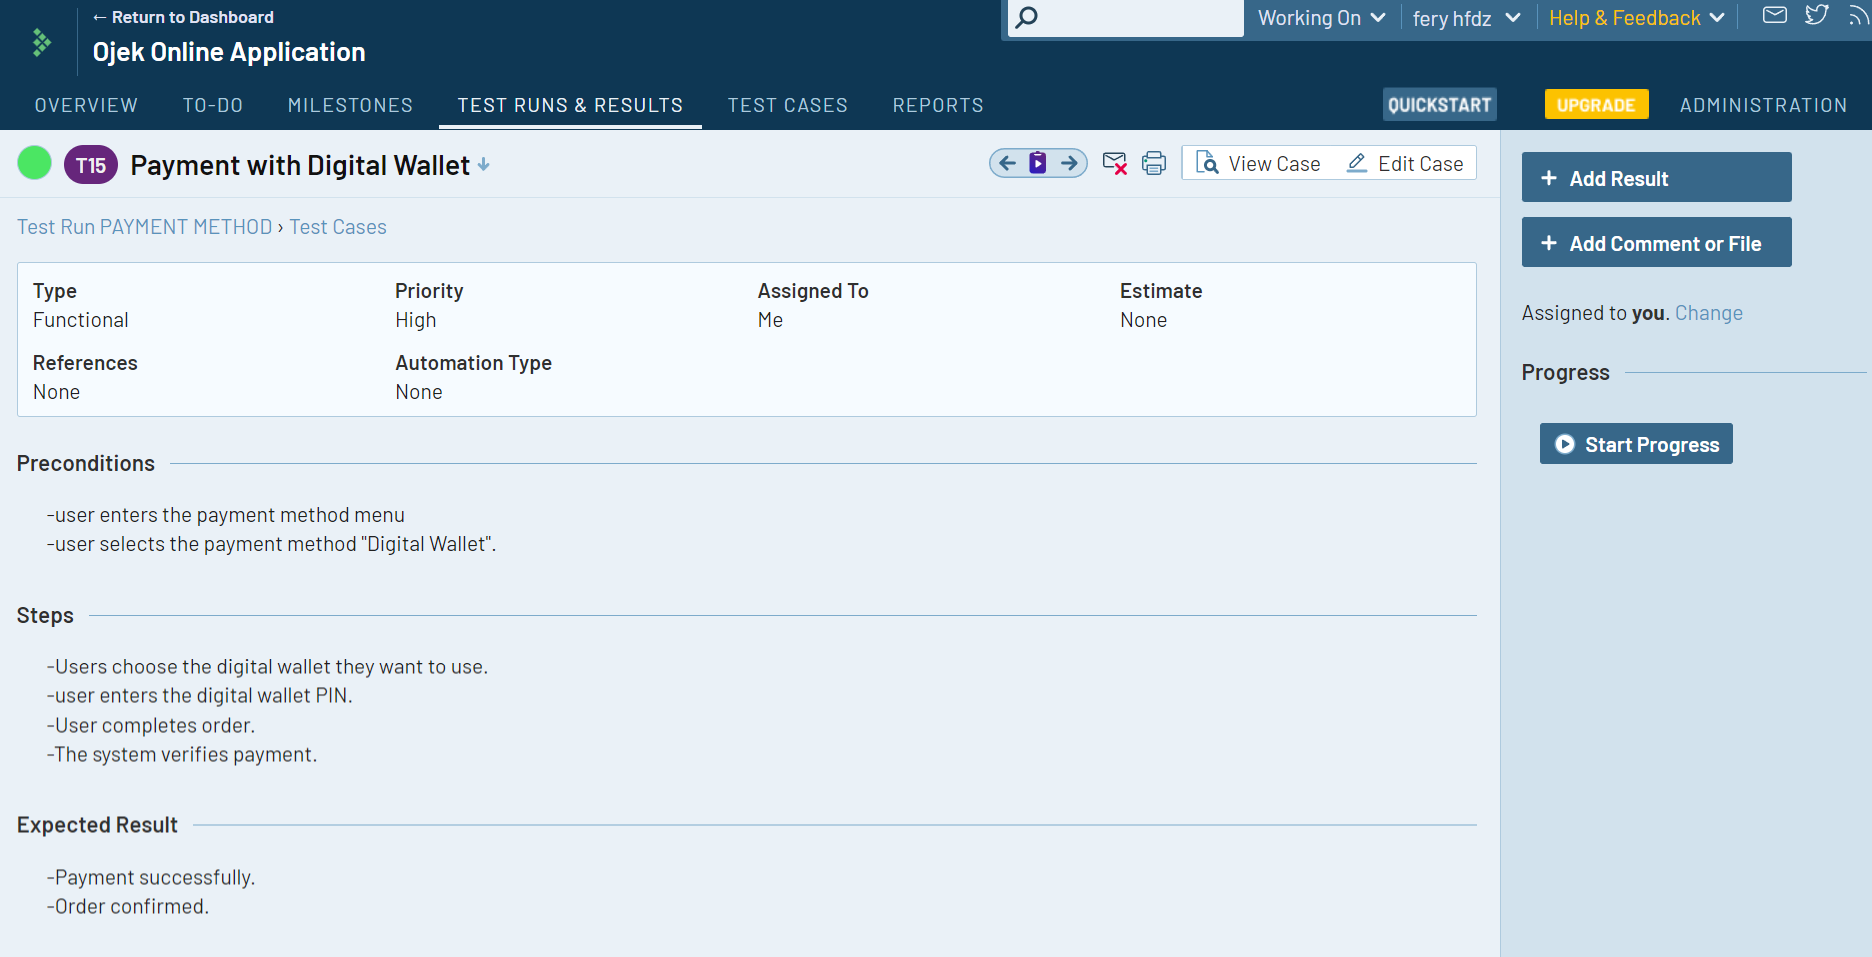 ← Return to Dashboard
Ojek Online Application
Working On
fery hfdz
Help & Feedback
OVERVIEW TO-DO MILESTONES TEST RUNS & RESULTS TEST CASES REPORTS
QUICKSTART UPGRADE ADMINISTRATION
T15 Payment with Digital Wallet
View Case Edit Case
Test Run PAYMENT METHOD › Test Cases
Type Priority Assigned To Estimate
Functional High Me None
References Automation Type
None None
Preconditions
-user enters the payment method menu
-user selects the payment method "Digital Wallet".
Steps
-Users choose the digital wallet they want to use.
-user enters the digital wallet PIN.
-User completes order.
-The system verifies payment.
Expected Result
-Payment successfully.
-Order confirmed.
+ Add Result
+ Add Comment or File
Assigned to you. Change
Progress
Start Progress